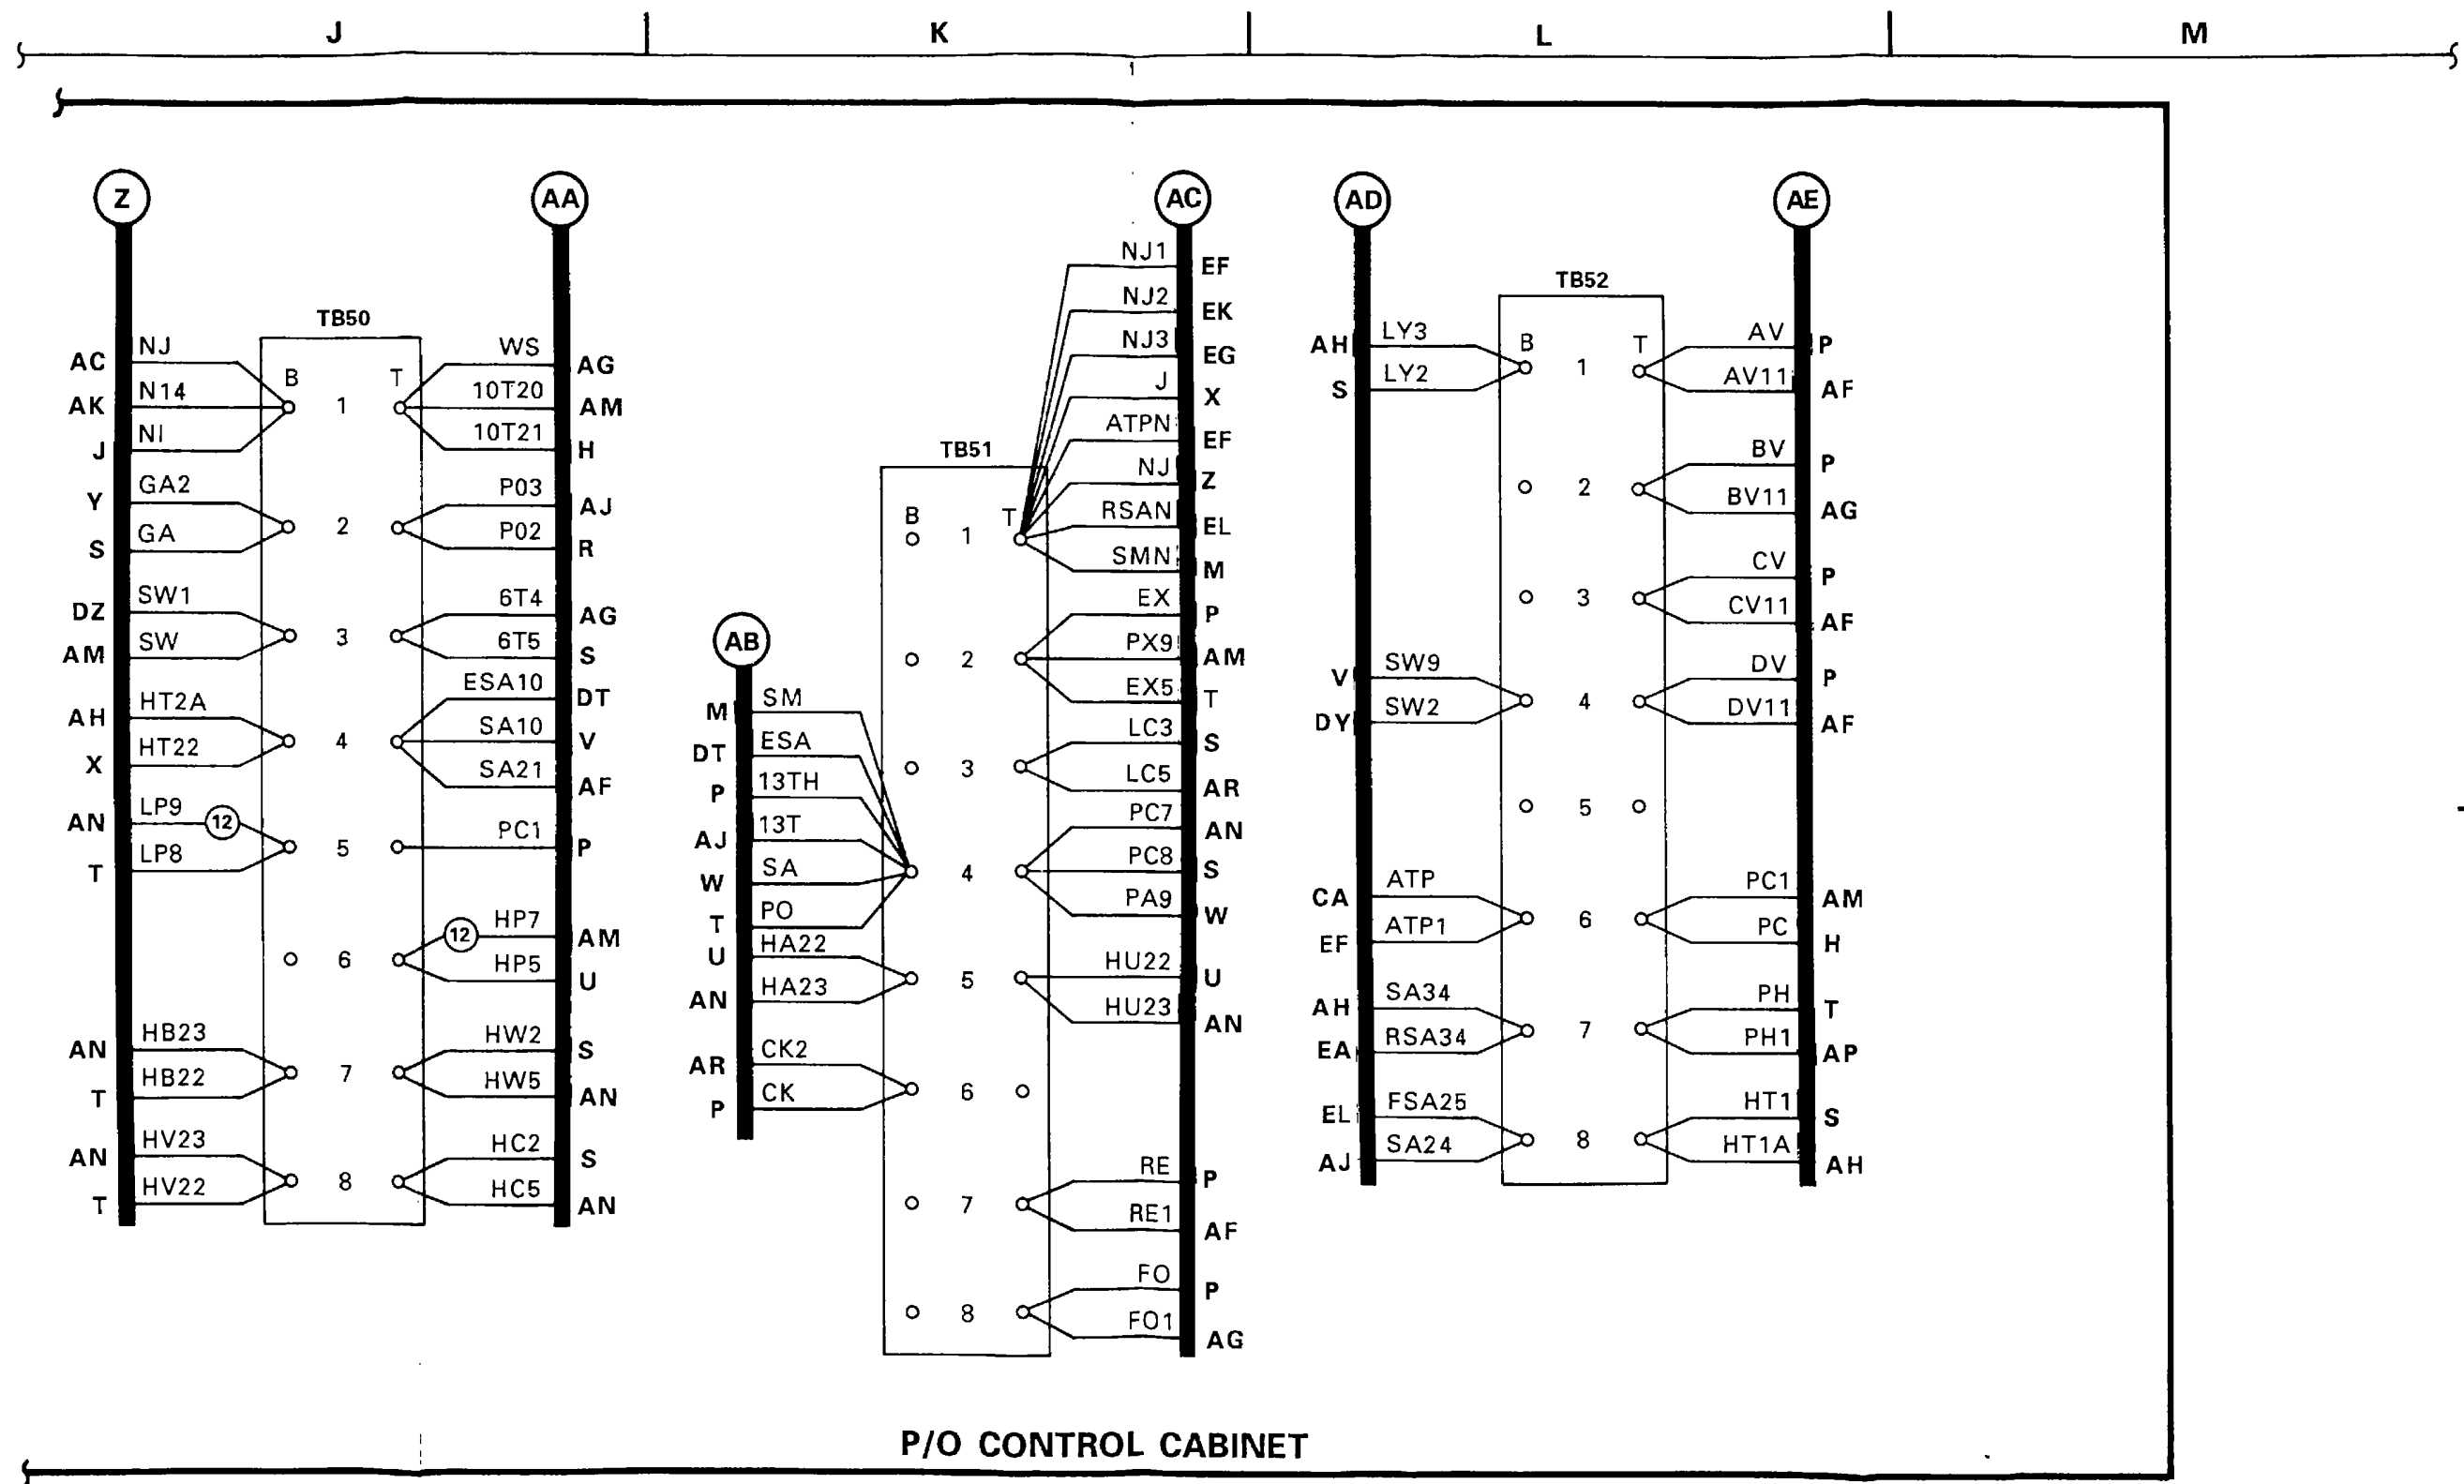 J K L M
Z AA AC AD AE
TB50
AC NJ
AK N14
J NI
Y GA2
S GA
DZ SW1
AM SW
AH HT2A
X HT22
AN LP9 12
T LP8
AN HB23
T HB22
AN HV23
T HV22
B T
1
2
3
4
5
6
7
8
WS AG
10T20 AM
10T21 H
P03 AJ
P02 R
6T4 AG
6T5 S
ESA10 DT
SA10 V
SA21 AF
PC1 P
12 HP7 AM
HP5 U
HW2 S
HW5 AN
HC2 S
HC5 AN
AB
M SM
DT ESA
P 13TH
AJ 13T
W SA
T PO
U HA22
AN HA23
AR CK2
P CK
TB51
B T
1
2
3
4
5
6
7
8
NJ1 EF
NJ2 EK
NJ3 EG
J X
ATPN EF
NJ Z
RSAN EL
SMN M
EX P
PX9 AM
EX5 T
LC3 S
LC5 AR
PC7 AN
PC8 S
PA9 W
HU22 U
HU23 AN
RE P
RE1 AF
FO P
FO1 AG
TB52
AH LY3
S LY2
V SW9
DY SW2
CA ATP
EF ATP1
AH SA34
EA RSA34
EL FSA25
AJ SA24
B T
1
2
3
4
5
6
7
8
AV P
AV11 AF
BV P
BV11 AG
CV P
CV11 AF
DV P
DV11 AF
PC1 AM
PC H
PH T
PH1 AP
HT1 S
HT1A AH
P/O CONTROL CABINET